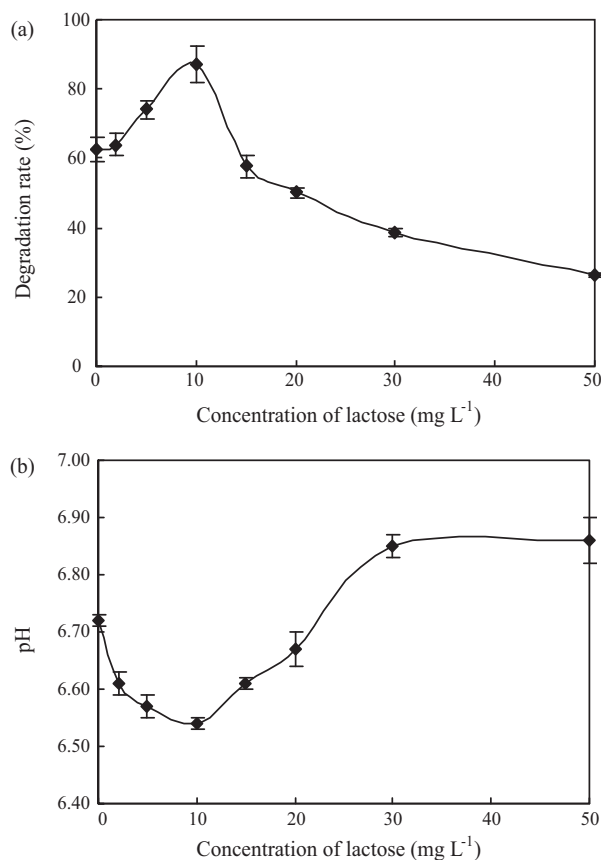 (a)
100
80
60
40
20
0
Degradation rate (%)
0 10 20 30 40 50
Concentration of lactose (mg L⁻¹)
(b)
7.00
6.90
6.80
6.70
6.60
6.50
6.40
pH
0 10 20 30 40 50
Concentration of lactose (mg L⁻¹)